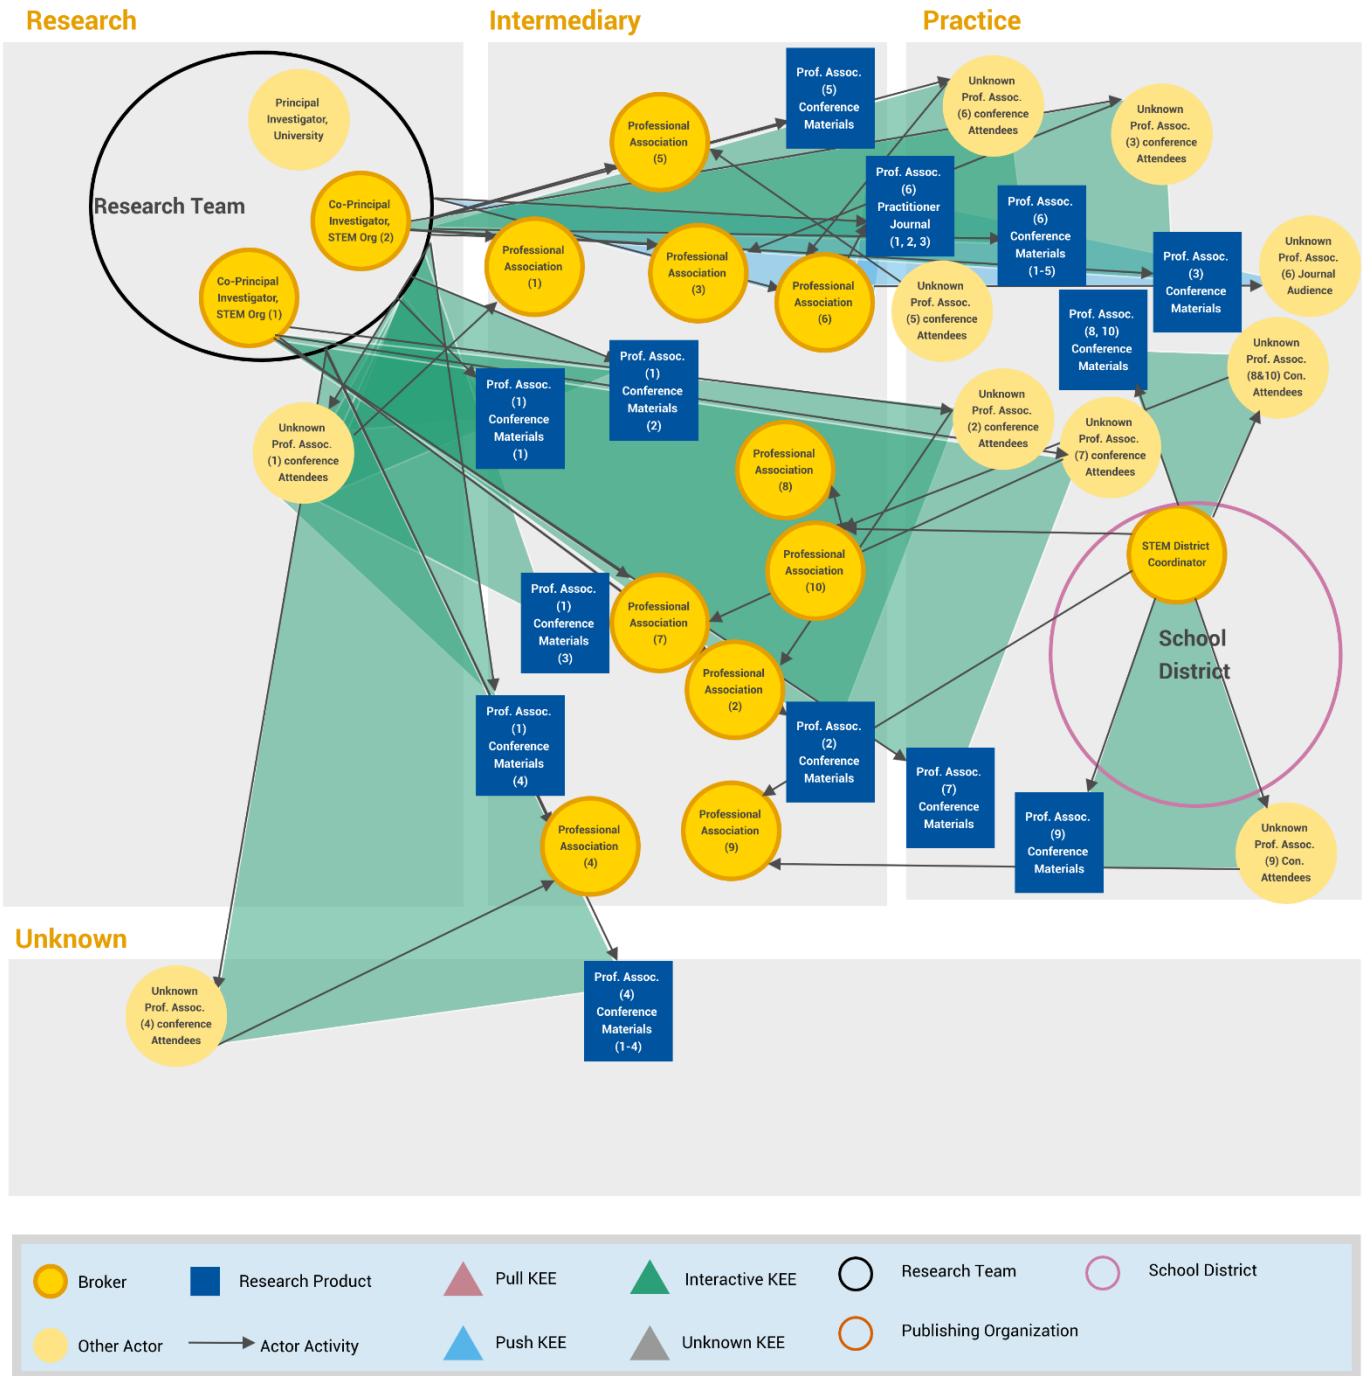 Research
Intermediary
Practice
Principal
Investigator,
University
Research Team
Co-Principal
Investigator,
STEM Org (2)
Co-Principal
Investigator,
STEM Org (1)
Unknown
Prof. Assoc.
(1) conference
Attendees
Professional
Association
(5)
Prof. Assoc.
(5)
Conference
Materials
Professional
Association
(1)
Professional
Association
(3)
Professional
Association
(6)
Prof. Assoc.
(6)
Practitioner
Journal
(1, 2, 3)
Unknown
Prof. Assoc.
(6) conference
Attendees
Unknown
Prof. Assoc.
(3) conference
Attendees
Prof. Assoc.
(6)
Conference
Materials
(1-5)
Prof. Assoc.
(3)
Conference
Materials
Unknown
Prof. Assoc.
(6) Journal
Audience
Unknown
Prof. Assoc.
(5) conference
Attendees
Prof. Assoc.
(8, 10)
Conference
Materials
Unknown
Prof. Assoc.
(8&10) Con.
Attendees
Prof. Assoc.
(1)
Conference
Materials
(1)
Prof. Assoc.
(1)
Conference
Materials
(2)
Unknown
Prof. Assoc.
(2) conference
Attendees
Unknown
Prof. Assoc.
(7) conference
Attendees
Professional
Association
(8)
Professional
Association
(10)
STEM District
Coordinator
School
District
Prof. Assoc.
(1)
Conference
Materials
(3)
Professional
Association
(7)
Professional
Association
(2)
Prof. Assoc.
(1)
Conference
Materials
(4)
Prof. Assoc.
(2)
Conference
Materials
Prof. Assoc.
(7)
Conference
Materials
Professional
Association
(4)
Professional
Association
(9)
Prof. Assoc.
(9)
Conference
Materials
Unknown
Prof. Assoc.
(9) Con.
Attendees
Unknown
Unknown
Prof. Assoc.
(4) conference
Attendees
Prof. Assoc.
(4)
Conference
Materials
(1-4)
Broker
Research Product
Pull KEE
Interactive KEE
Research Team
School District
Other Actor
Actor Activity
Push KEE
Unknown KEE
Publishing Organization